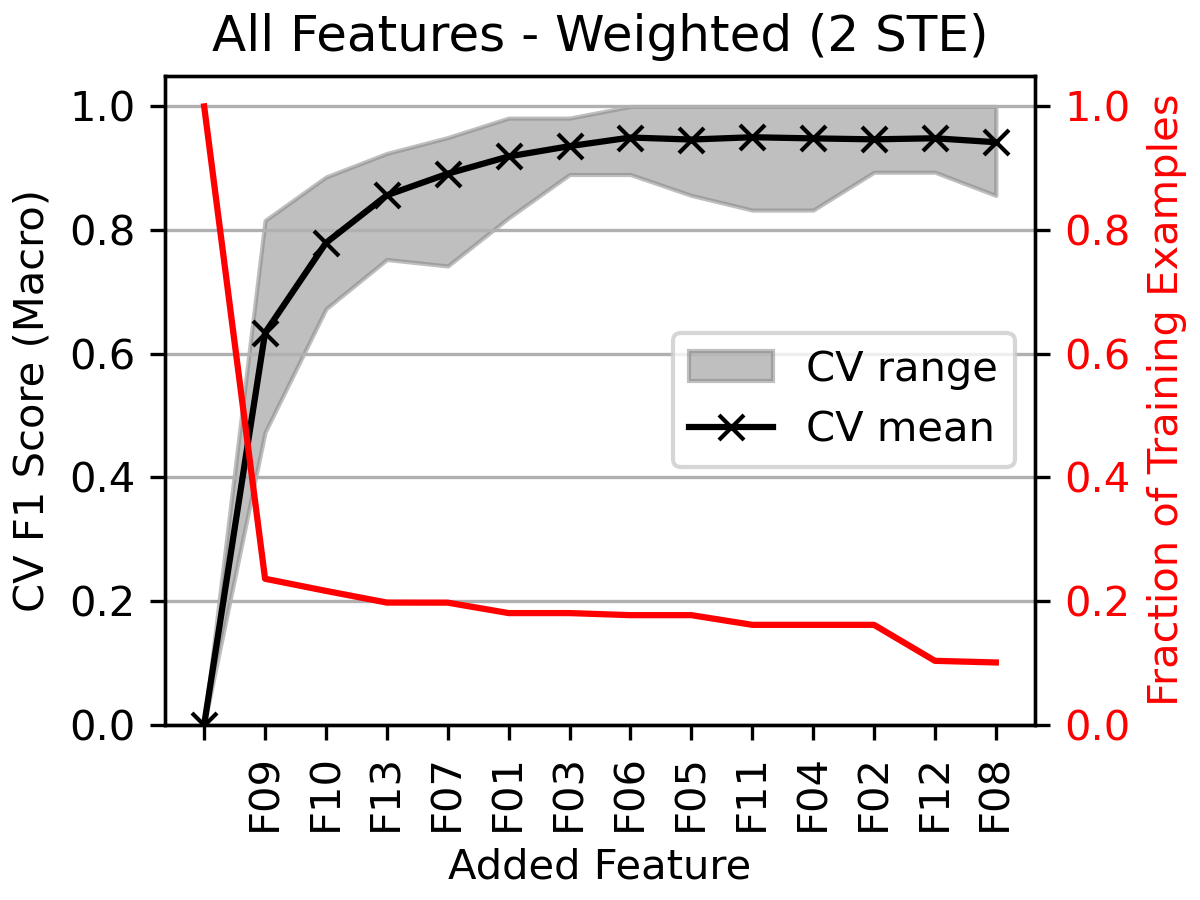 All Features - Weighted (2 STE)
CV F1 Score (Macro)
1.0
0.8
0.6
0.4
0.2
0.0
CV range
CV mean
1.0
0.8
0.6
0.4
0.2
0.0
Fraction of Training Examples
F09
F10
F13
F07
F01
F03
F06
F05
F11
F04
F02
F12
F08
Added Feature